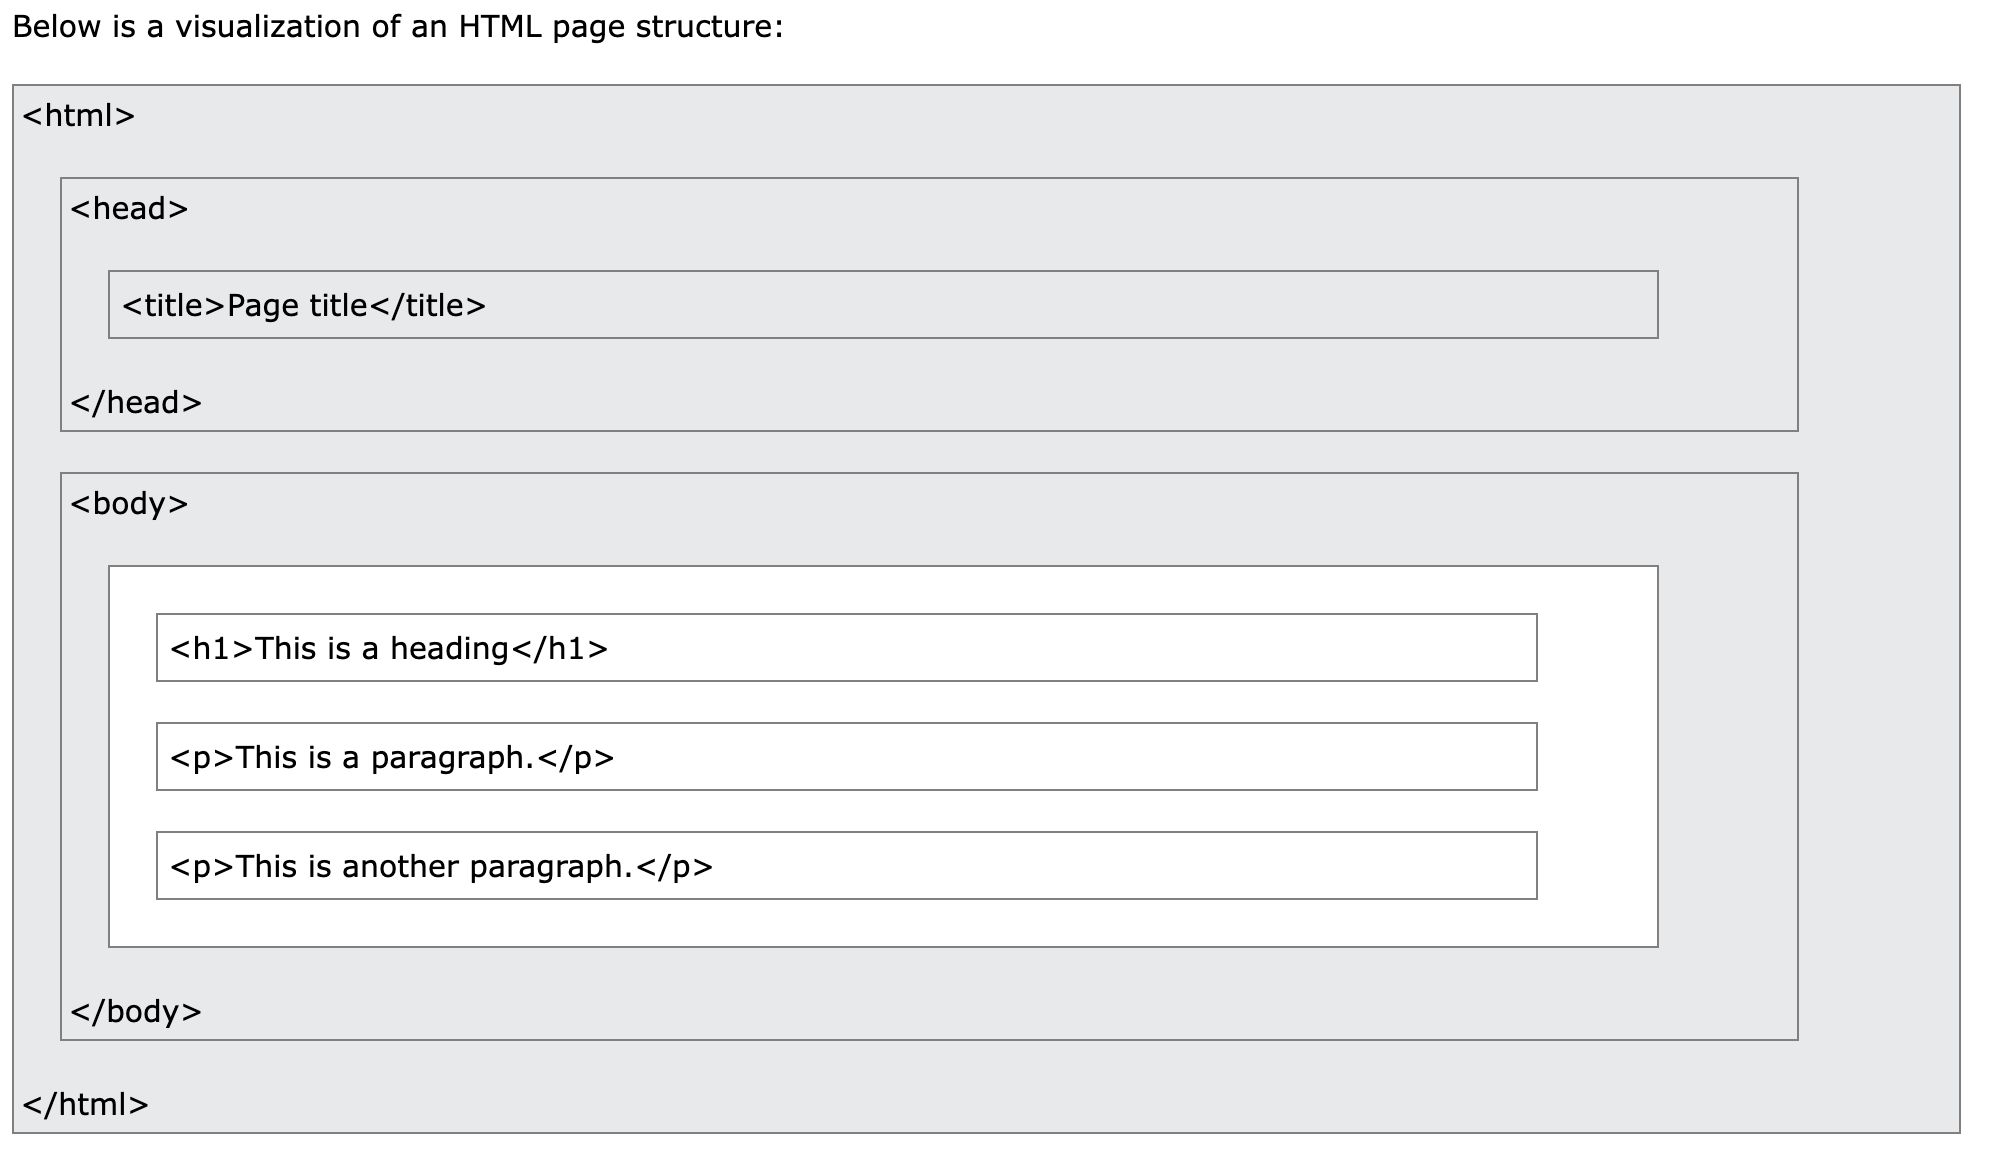 Below is a visualization of an HTML page structure:
<html>
<head>
<title>Page title</title>
</head>
<body>
<h1>This is a heading</h1>
<p>This is a paragraph.</p>
<p>This is another paragraph.</p>
</body>
</html>